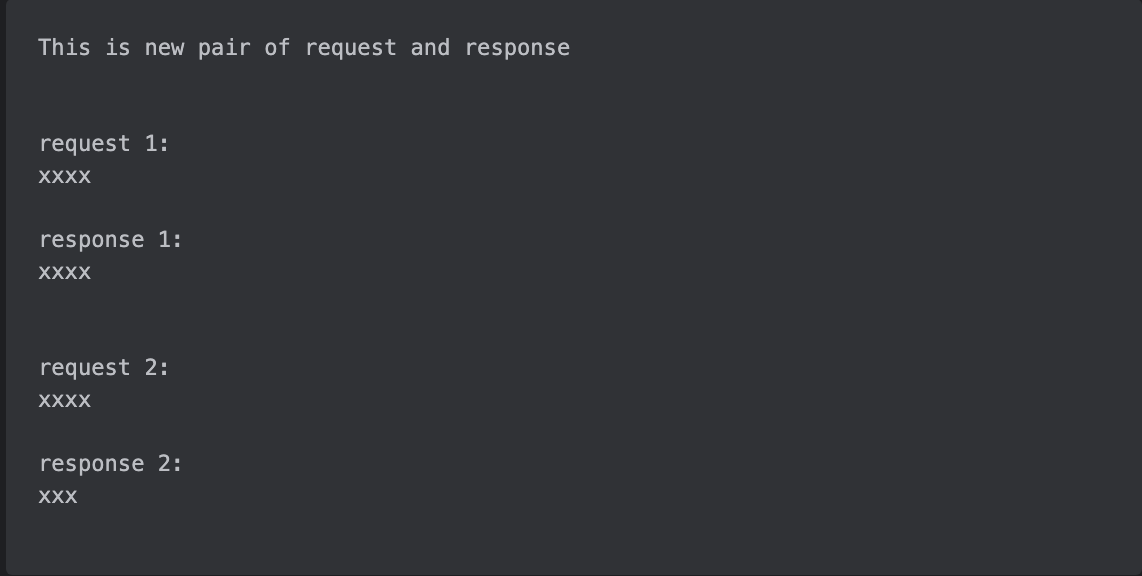 This is new pair of request and response
request 1:
xxxx
response 1:
xxxx
request 2:
xxxx
response 2:
xxx